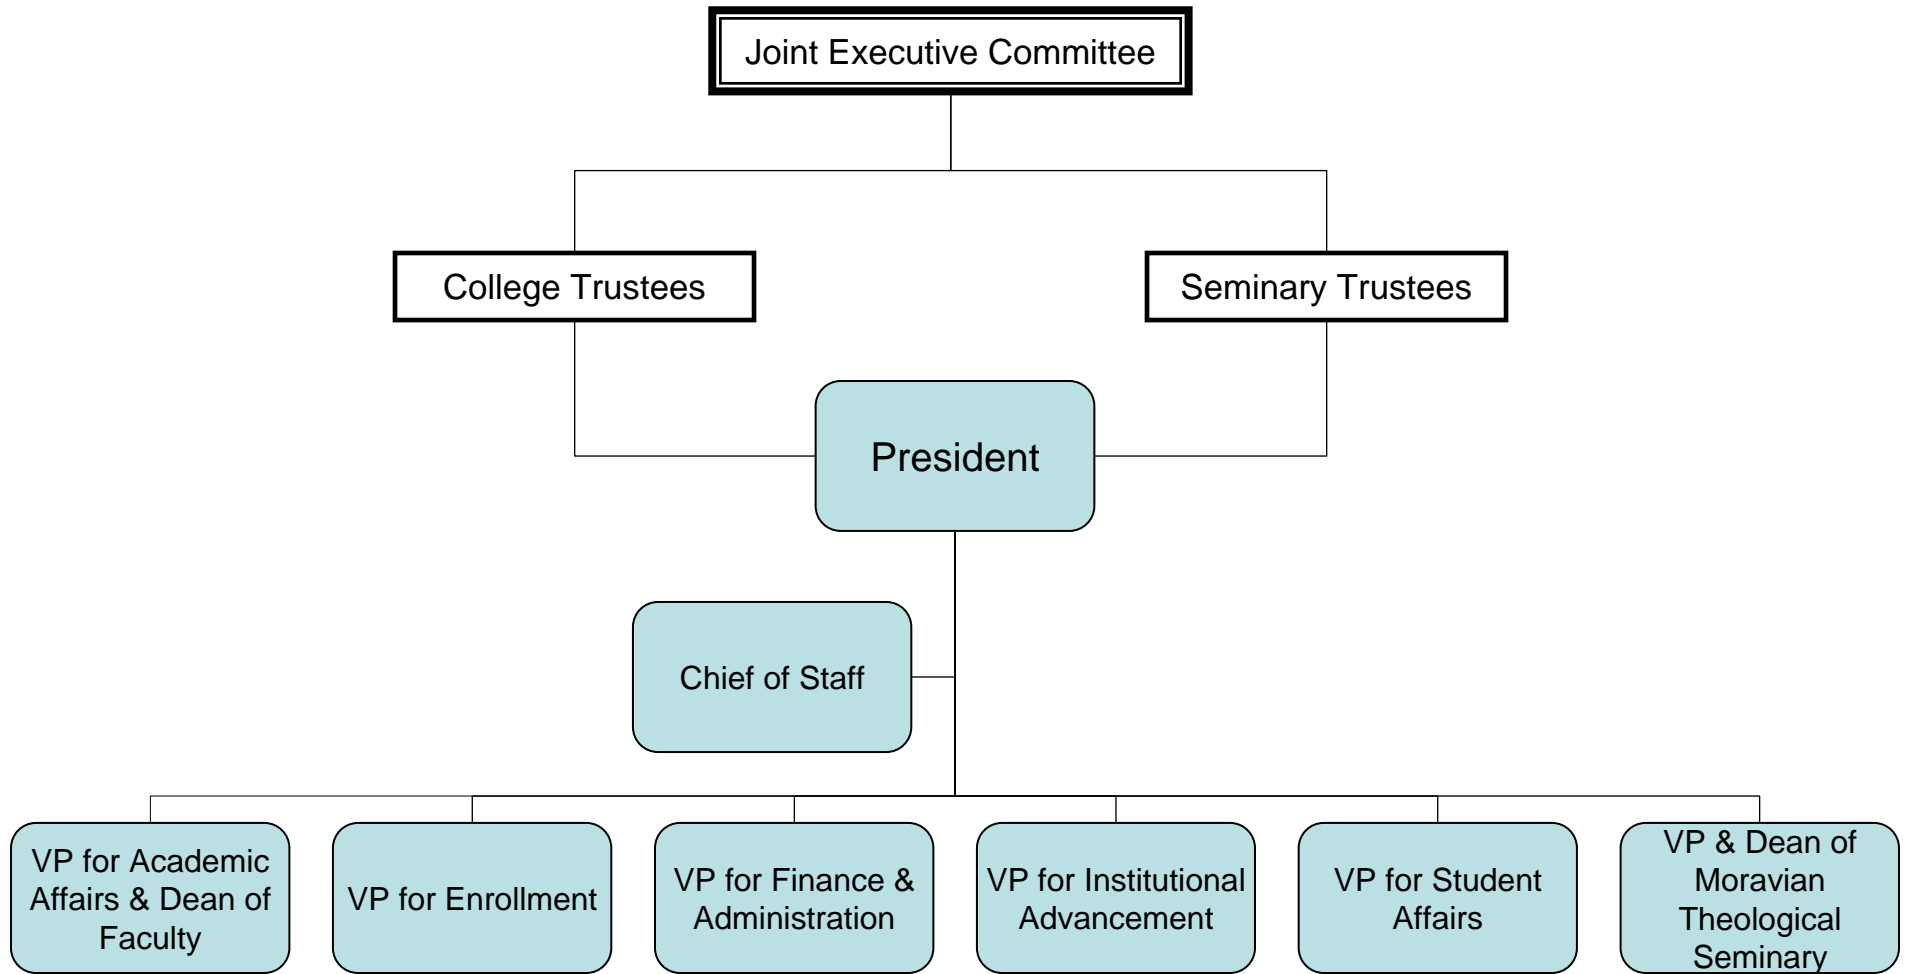 Joint Executive Committee
College Trustees
Seminary Trustees
President
Chief of Staff
VP for Academic
Affairs & Dean of
Faculty
VP for Enrollment
VP for Finance &
Administration
VP for Institutional
Advancement
VP for Student
Affairs
VP & Dean of
Moravian
Theological
Seminary